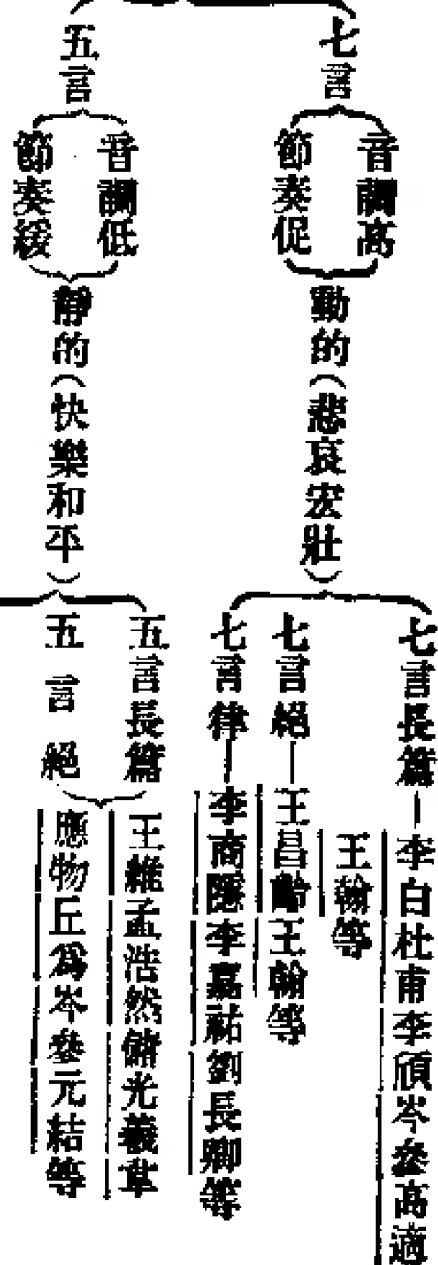 七言
音調高
節奏促
動的（悲哀宏壯）
七言長篇—李白杜甫李頎岑參高適
王翰等
七言絕—王昌齡王翰等
七言律—李商隱李嘉祐劉長卿等
五言
音調低
節奏緩
靜的（快樂和平）
五言長篇
五言絕
王維孟浩然儲光羲韋
應物丘爲岑參元結等